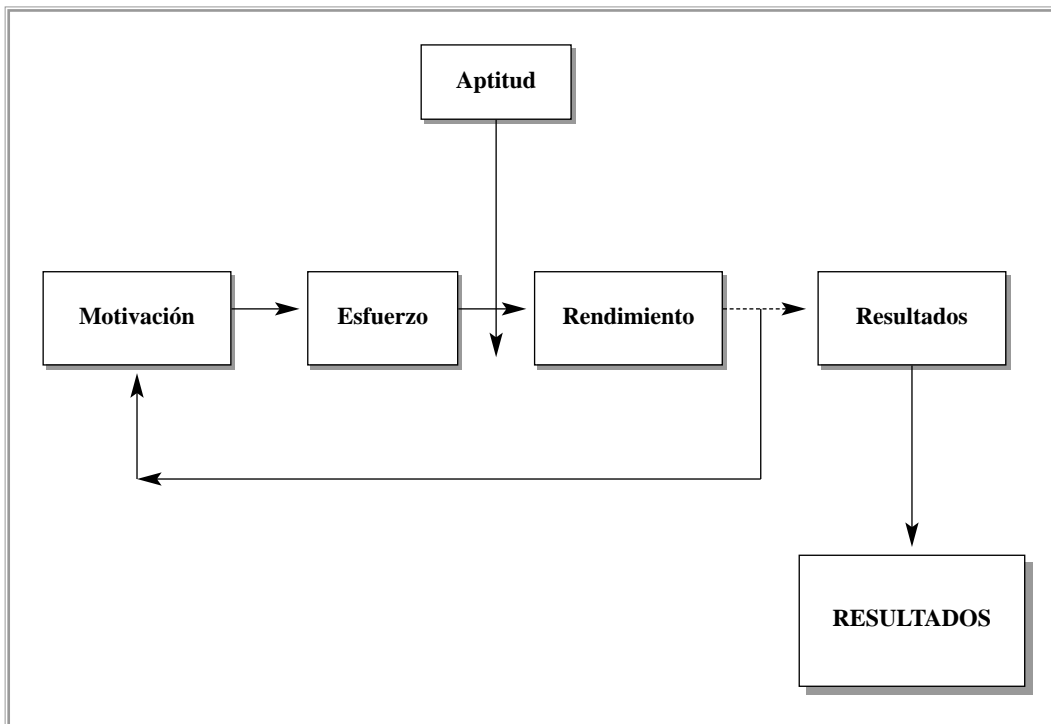 Aptitud
Motivación
Esfuerzo
Rendimiento
Resultados
RESULTADOS